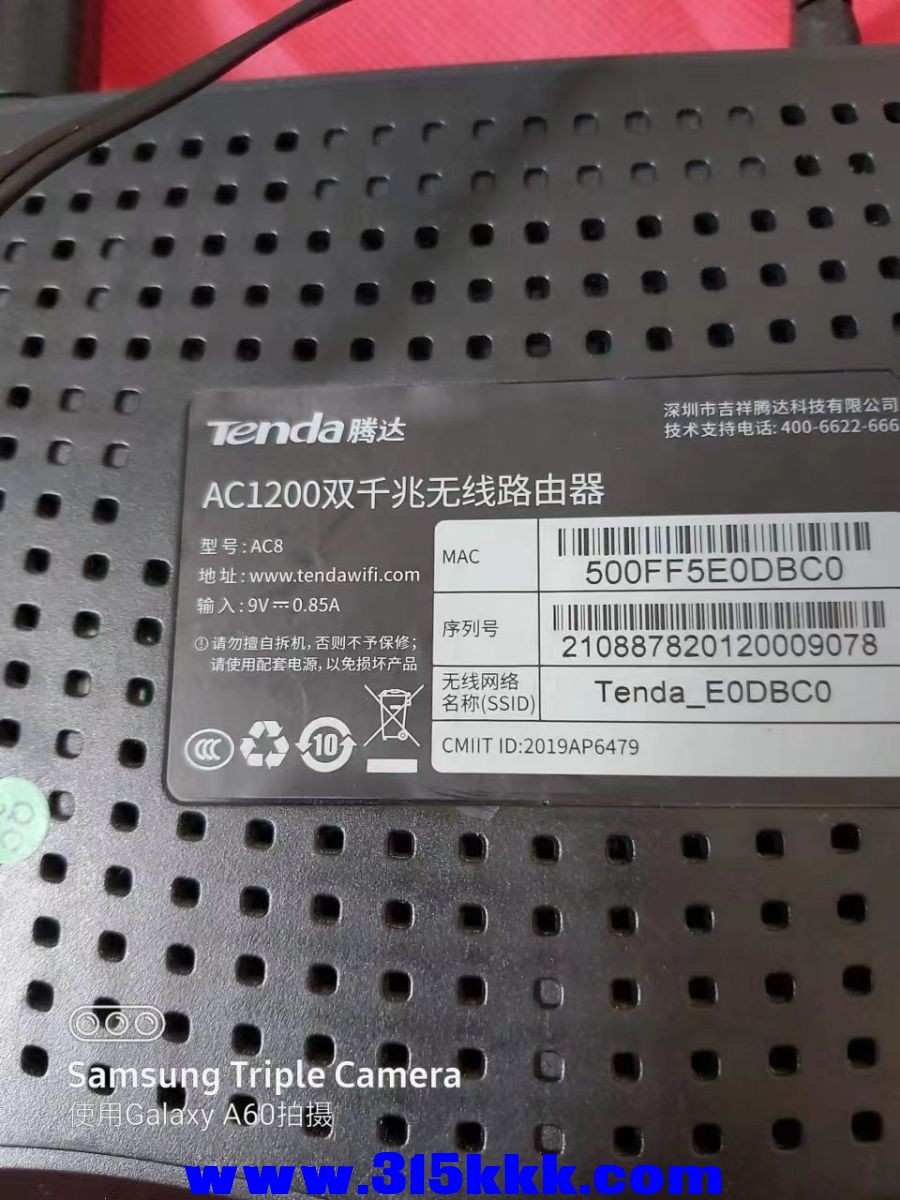 Tenda腾达
深圳市吉祥腾达科技有限公司
技术支持电话: 400-6622-666
AC1200双千兆无线路由器
型号: AC8
地址: www.tendawifi.com
输入: 9V⎓0.85A
请勿擅自拆机, 否则不予保修;
请使用配套电源, 以免损坏产品
CCC
10
MAC
500FF5E0DBC0
序列号
210887820120009078
无线网络
名称(SSID)
Tenda_E0DBC0
CMIIT ID:2019AP6479
Samsung Triple Camera
使用Galaxy A60拍摄
www.315kkk.com